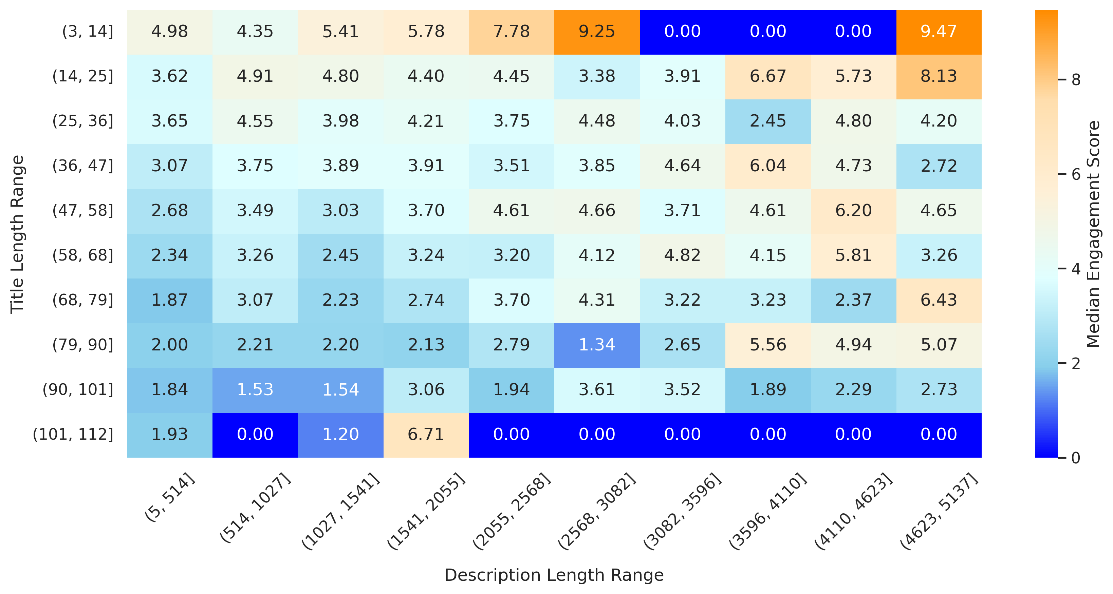 (3, 14] 4.98 4.35 5.41 5.78 7.78 9.25 0.00 0.00 0.00 9.47
(14, 25] 3.62 4.91 4.80 4.40 4.45 3.38 3.91 6.67 5.73 8.13
(25, 36] 3.65 4.55 3.98 4.21 3.75 4.48 4.03 2.45 4.80 4.20
(36, 47] 3.07 3.75 3.89 3.91 3.51 3.85 4.64 6.04 4.73 2.72
(47, 58] 2.68 3.49 3.03 3.70 4.61 4.66 3.71 4.61 6.20 4.65
(58, 68] 2.34 3.26 2.45 3.24 3.20 4.12 4.82 4.15 5.81 3.26
(68, 79] 1.87 3.07 2.23 2.74 3.70 4.31 3.22 3.23 2.37 6.43
(79, 90] 2.00 2.21 2.20 2.13 2.79 1.34 2.65 5.56 4.94 5.07
(90, 101] 1.84 1.53 1.54 3.06 1.94 3.61 3.52 1.89 2.29 2.73
(101, 112] 1.93 0.00 1.20 6.71 0.00 0.00 0.00 0.00 0.00 0.00
(5, 514] (514, 1027] (1027, 1541] (1541, 2055] (2055, 2568] (2568, 3082] (3082, 3596] (3596, 4110] (4110, 4623] (4623, 5137]
Description Length Range
Title Length Range
8
6
4
2
0
Median Engagement Score